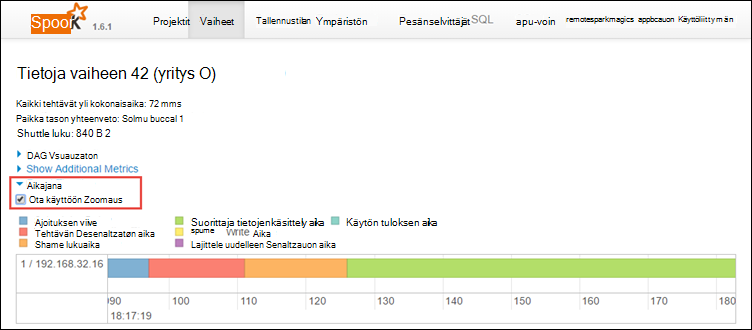 Spook 1.6.1 Projektit Vaiheet Tallennustilan Ympäristön Pesänselvittäjät SQL apu-voin remotesparkmagics appbcauon Käyttöliittymän
Tietoja vaiheen 42 (yritys O)
Kaikki tehtävät yli kokonaisaika: 72 mms
Paikka tason yhteenveto: Solmu buccal 1
Shuttle luku: 840 B 2
DAG Vsuauzaton
Show Additional Metrics
Aikajana
Ota käyttöön Zoomaus
Ajoituksen viive Suorittaja tietojenkäsittely aika Käytön tuloksen aika
Tehtävän Desenaltzatøn aika spume Write Aika
Shame lukuaika Lajittele uudelleen Senaltzauon aika
1 / 192.168.32.16
090 100 110 120 130 140 150 160 170 180
18:17:19